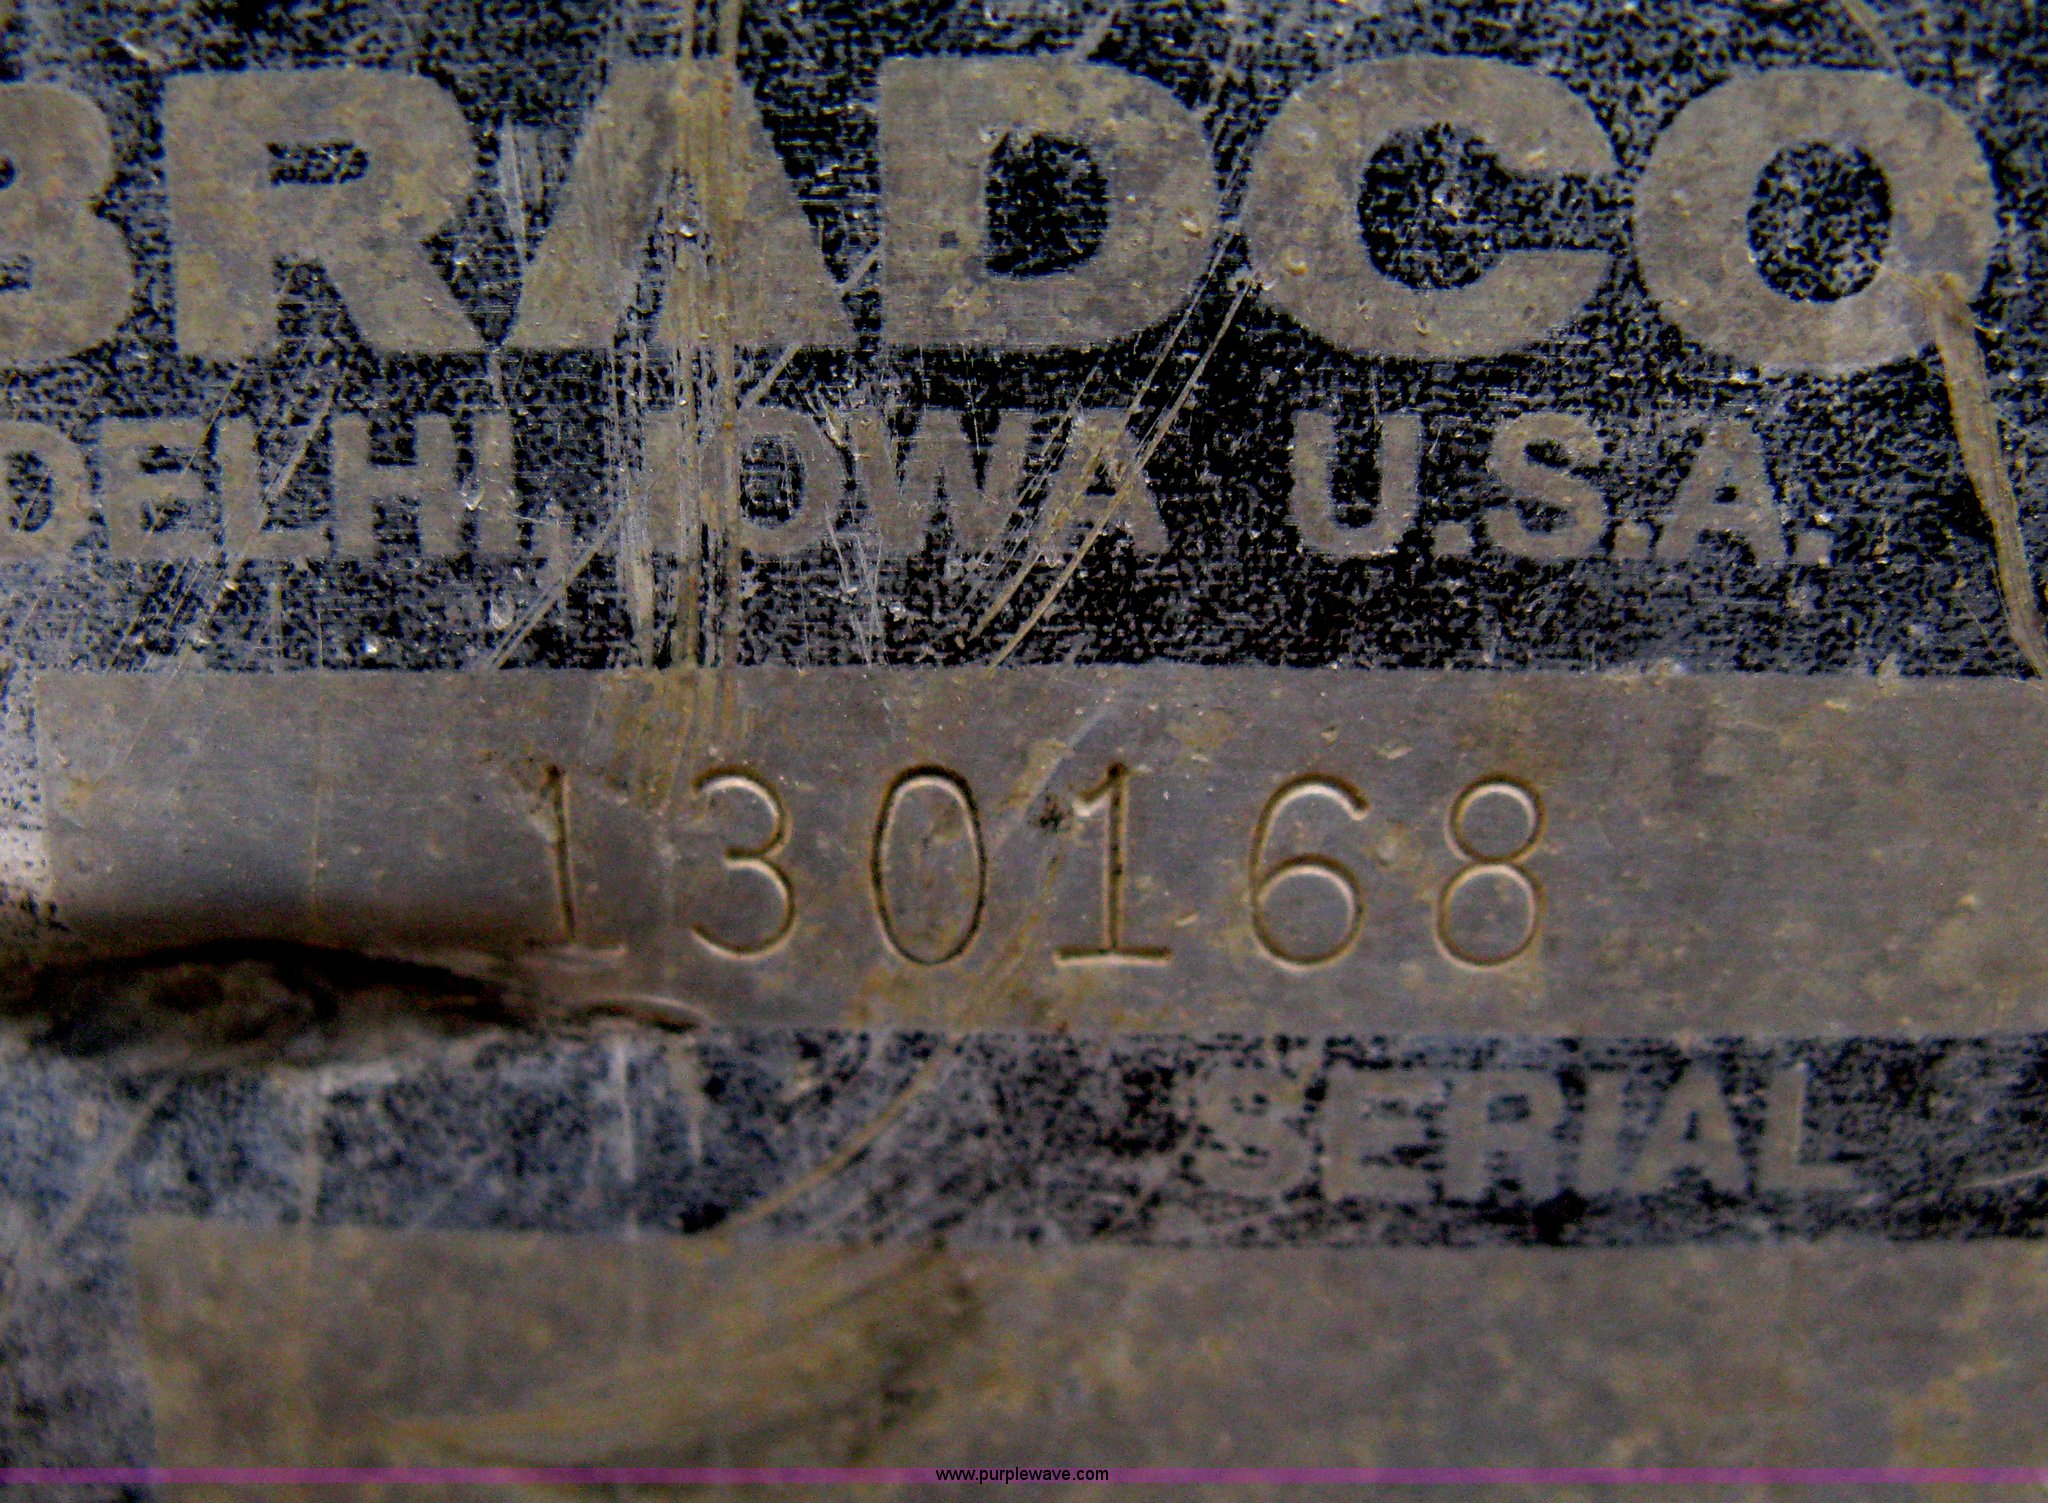 BRADCO
DELHI, IOWA U.S.A.
130168
SERIAL
www.purplewave.com